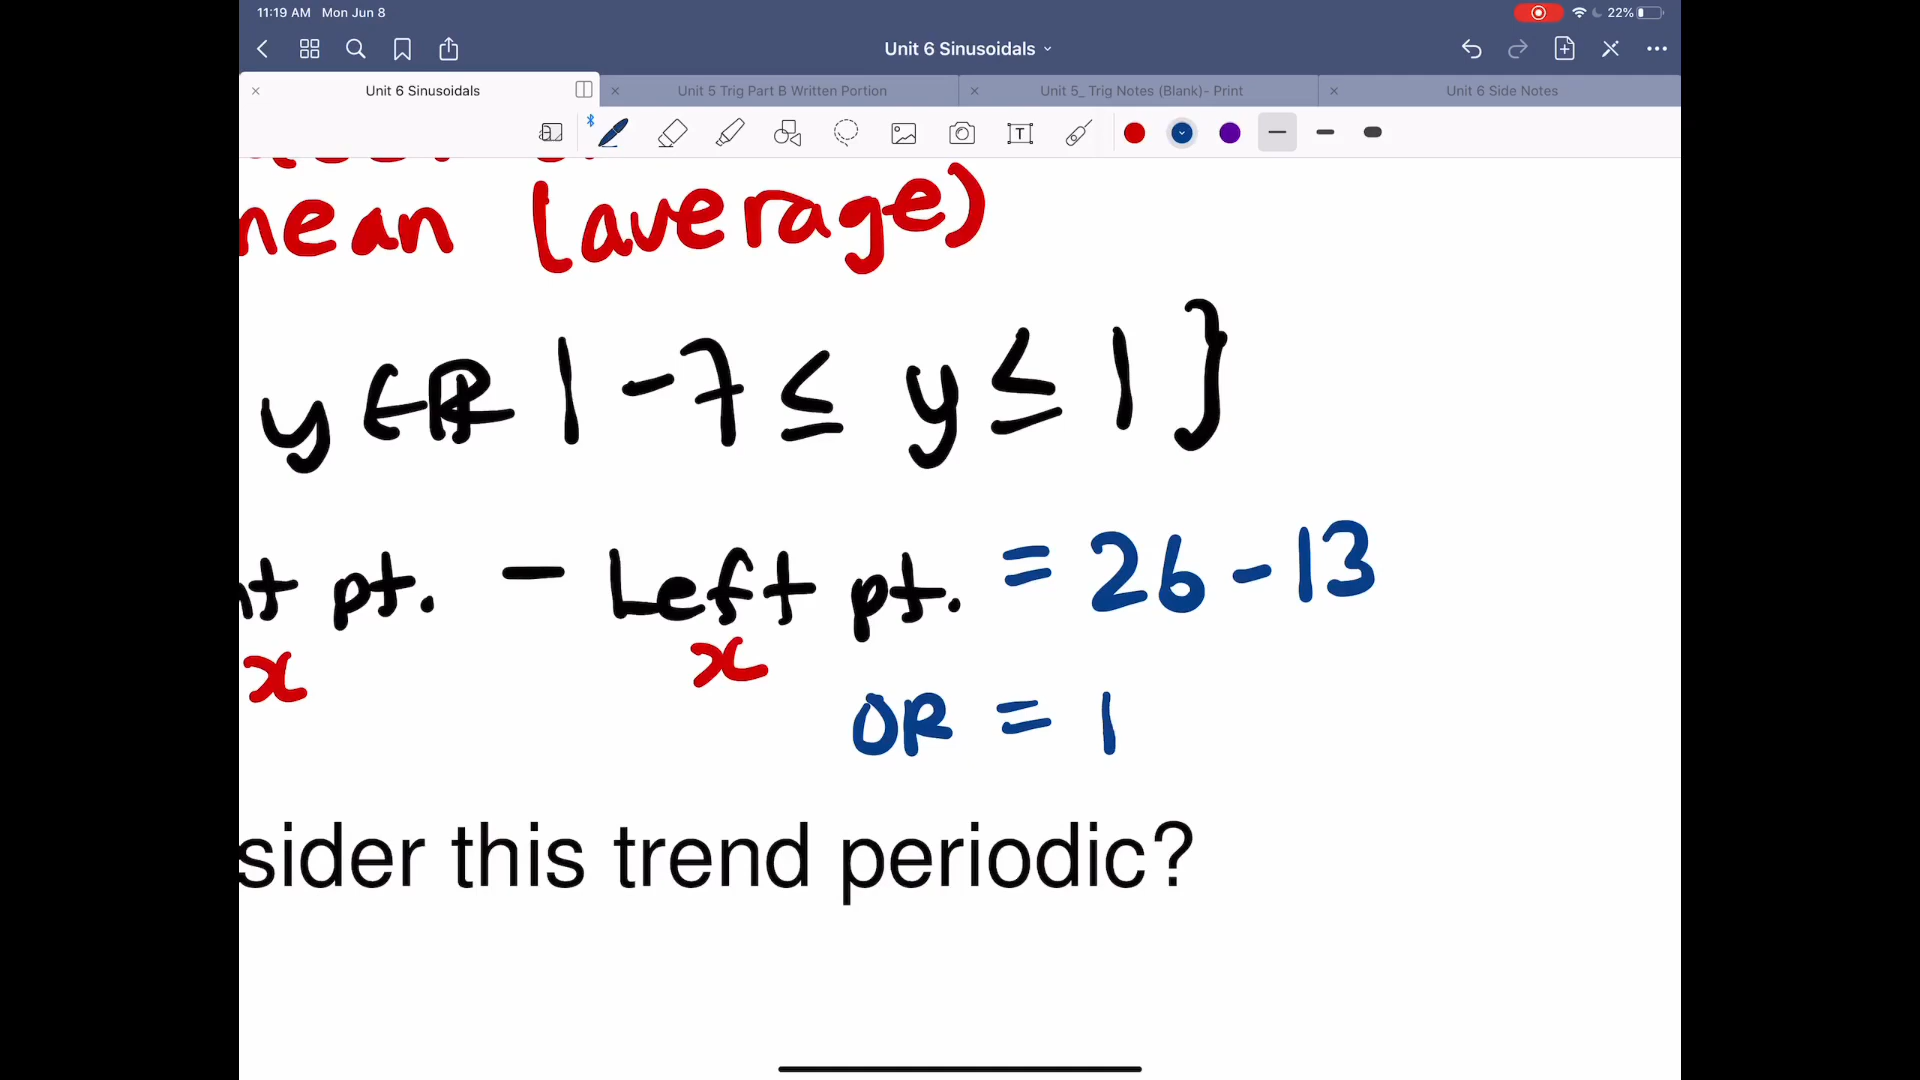 11:19 AM Mon Jun 8
22%
Unit 6 Sinusoidals
Unit 6 Sinusoidals
Unit 5 Trig Part B Written Portion
Unit 5_ Trig Notes (Blank)- Print
Unit 6 Side Notes
mean (average)
y ∈ ℝ | -7 ≤ y ≤ 1 }
pt. - Left pt. = 26 - 13
x x
OR = 1
sider this trend periodic?